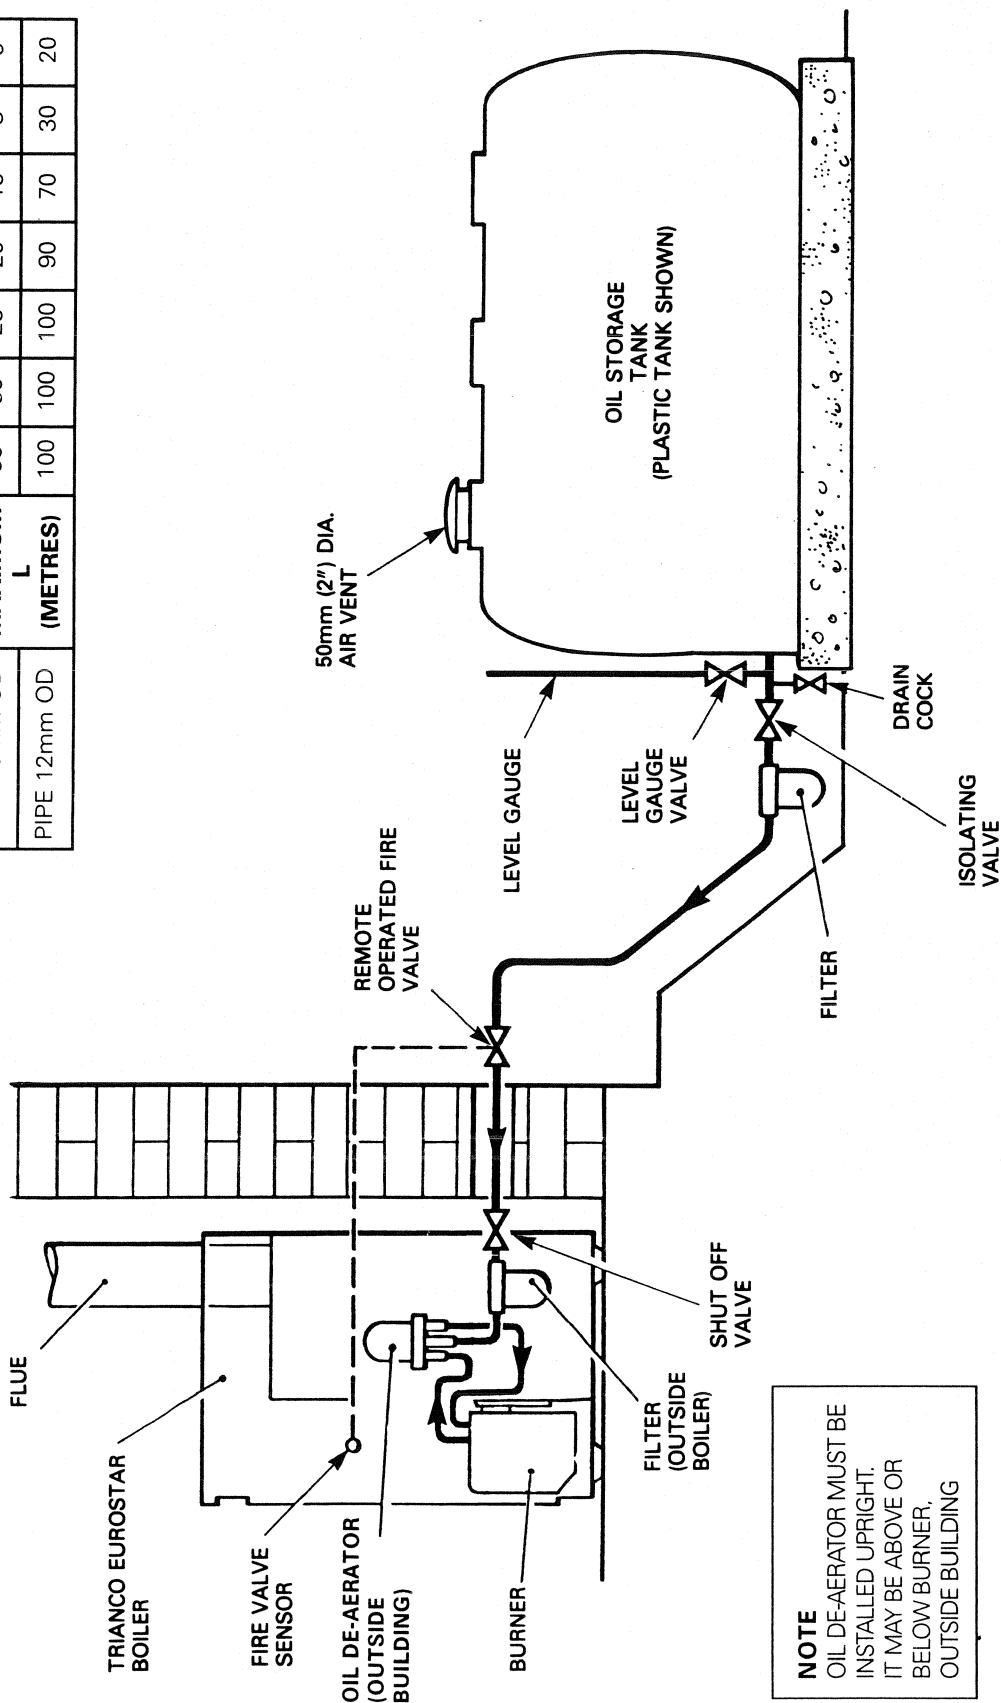 L
(METRES)
PIPE 12mm OD
100
100
100
90
70
30
20
FLUE
TRIANCO EUROSTAR
BOILER
FIRE VALVE
SENSOR
OIL DE-AERATOR
(OUTSIDE
BUILDING)
BURNER
FILTER
(OUTSIDE
BOILER)
SHUT OFF
VALVE
REMOTE
OPERATED FIRE
VALVE
50mm (2") DIA.
AIR VENT
LEVEL GAUGE
LEVEL
GAUGE
VALVE
FILTER
ISOLATING
VALVE
DRAIN
COCK
OIL STORAGE
TANK
(PLASTIC TANK SHOWN)
NOTE
OIL DE-AERATOR MUST BE
INSTALLED UPRIGHT.
IT MAY BE ABOVE OR
BELOW BURNER,
OUTSIDE BUILDING